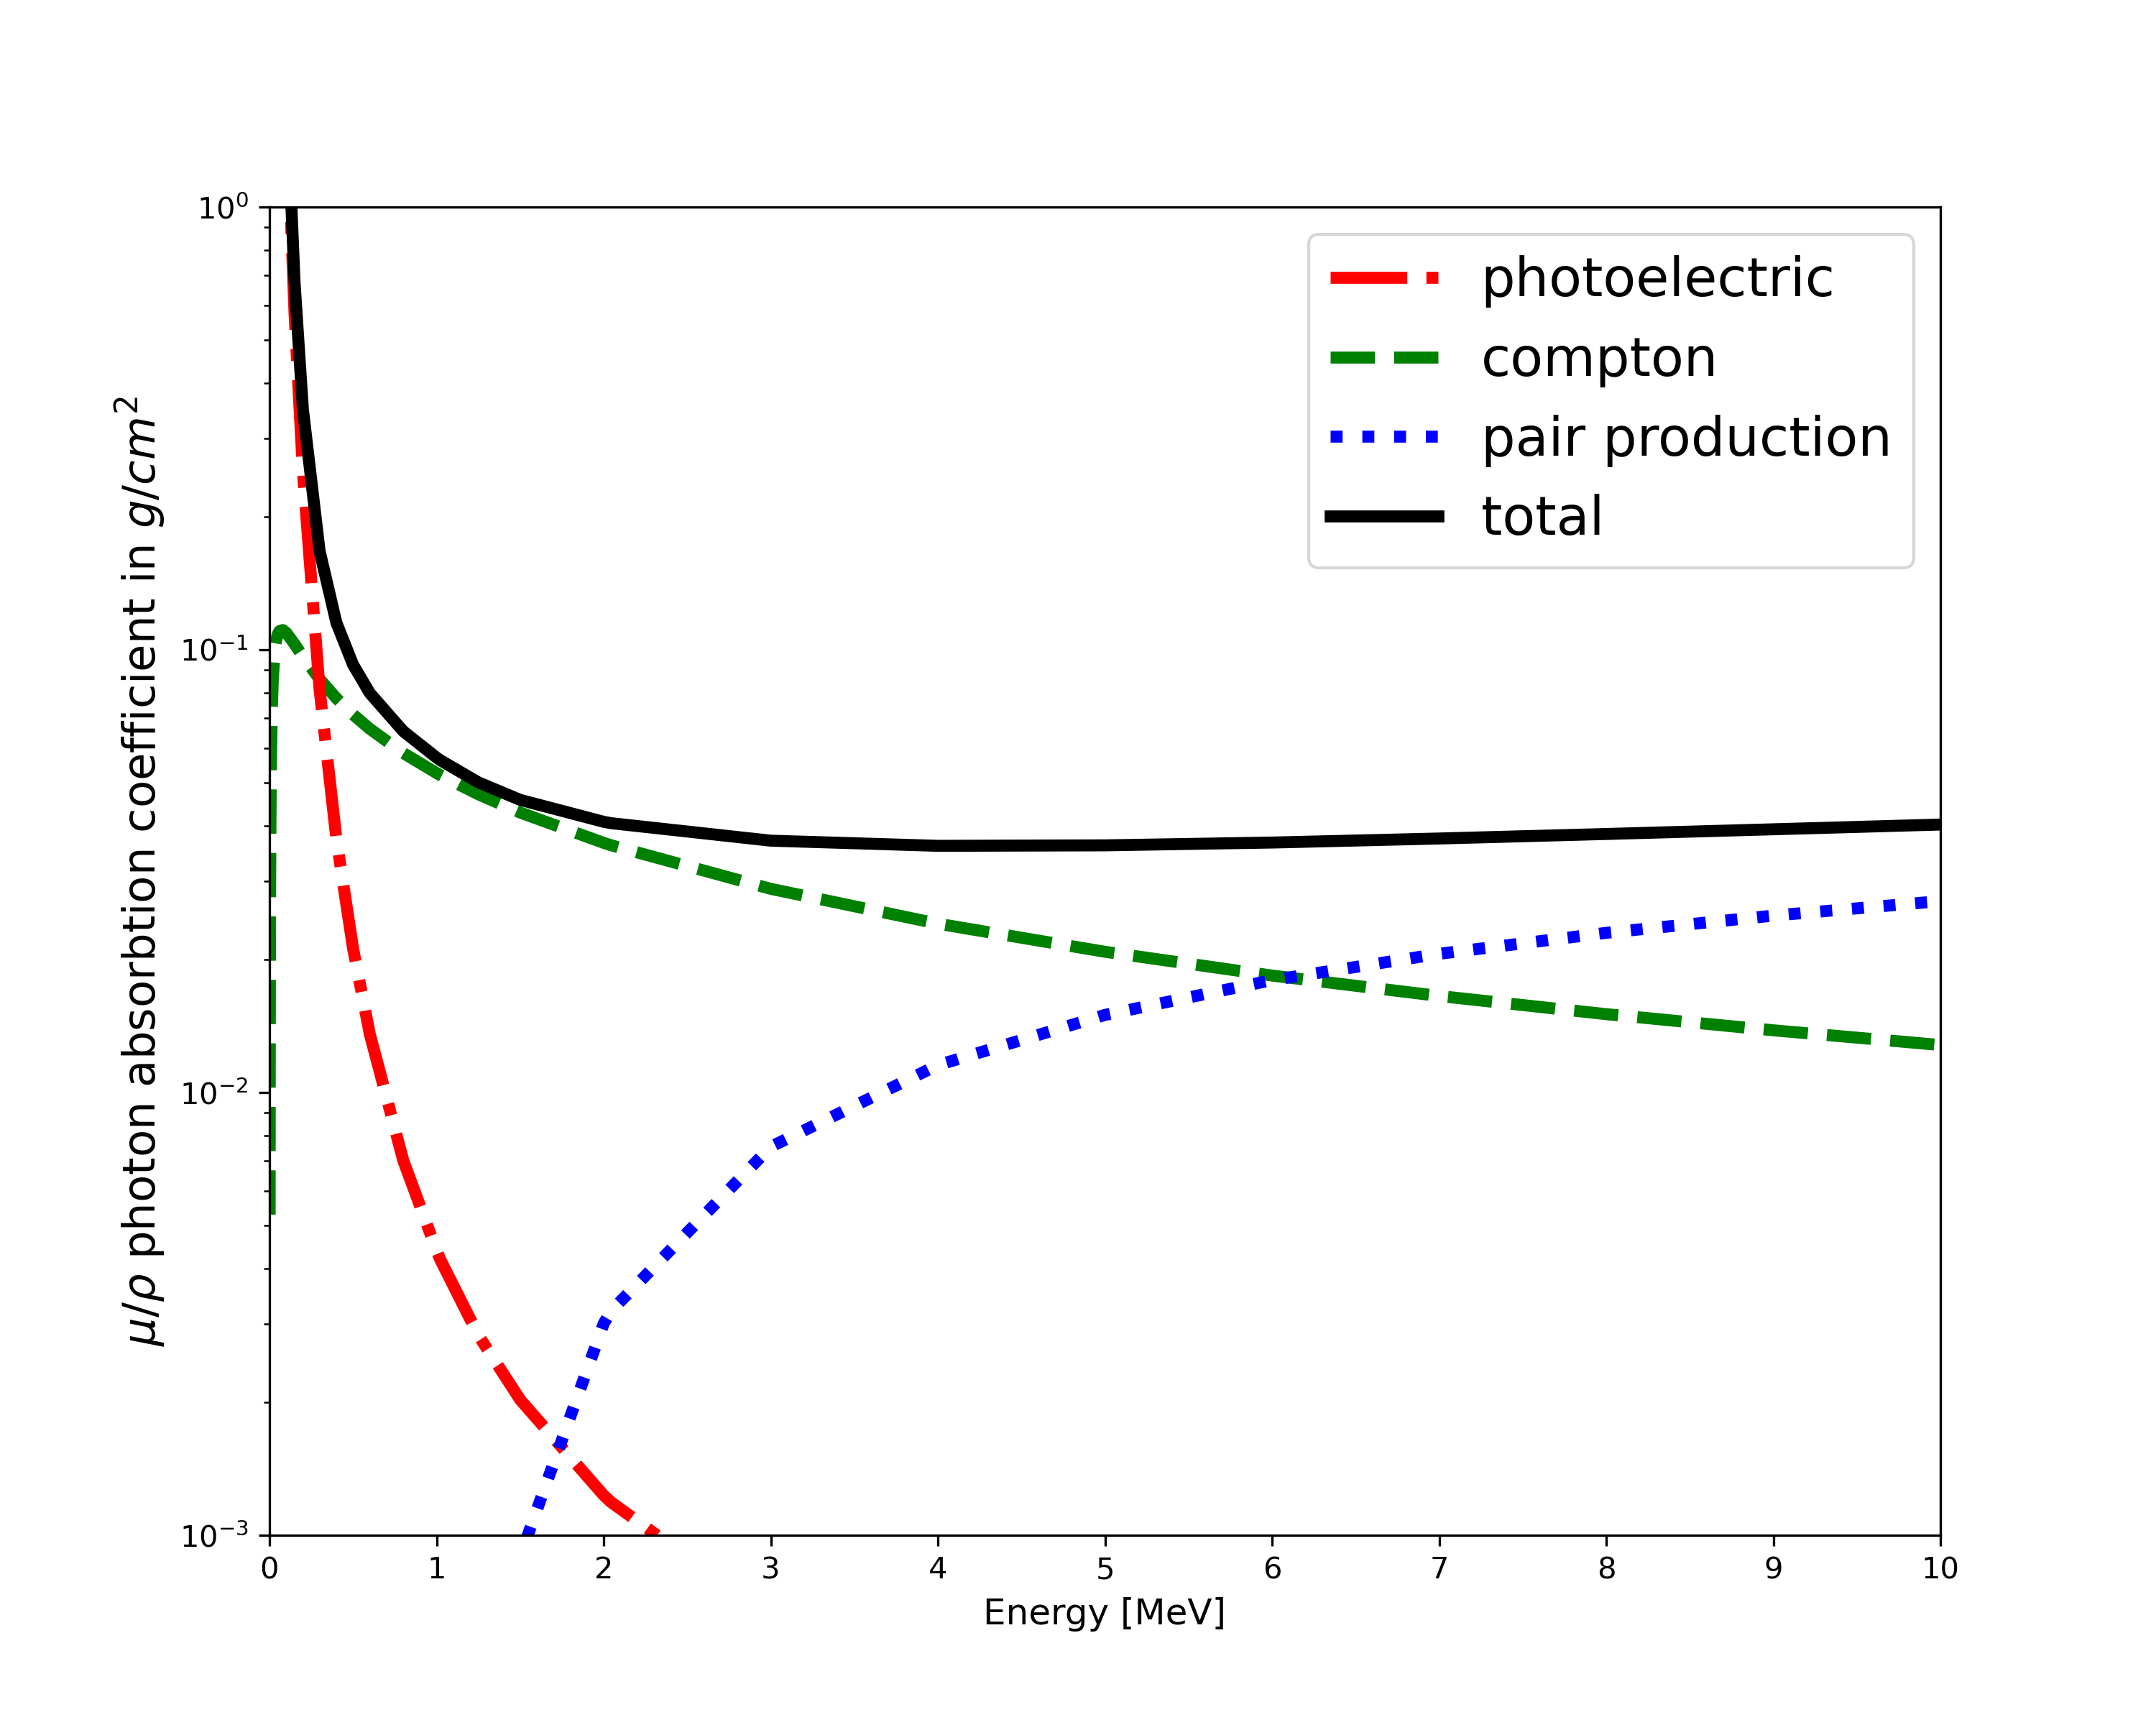 10⁰
10⁻¹
10⁻²
10⁻³
μ/ρ photon absorbtion coefficient in g/cm²
photoelectric
compton
pair production
total
0 1 2 3 4 5 6 7 8 9 10
Energy [MeV]